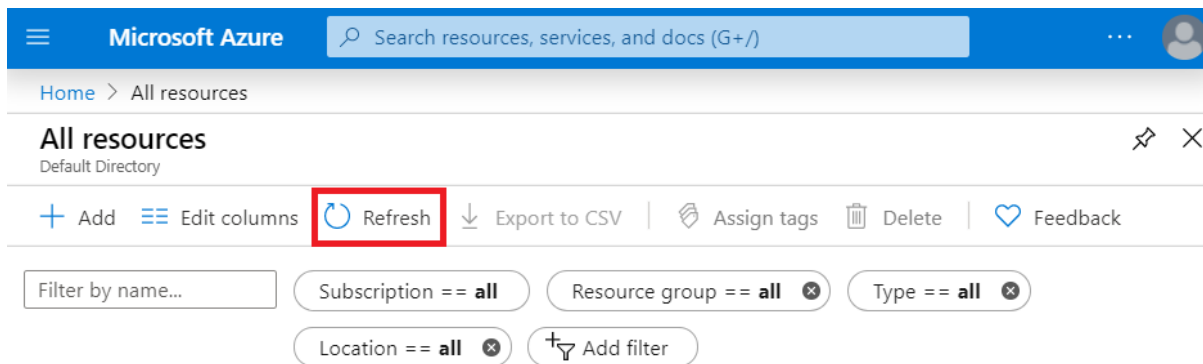 Microsoft Azure Search resources, services, and docs (G+/) ...
Home > All resources
All resources
Default Directory
+ Add Edit columns Refresh Export to CSV | Assign tags Delete | Feedback
Filter by name... Subscription == all Resource group == all Type == all
Location == all Add filter